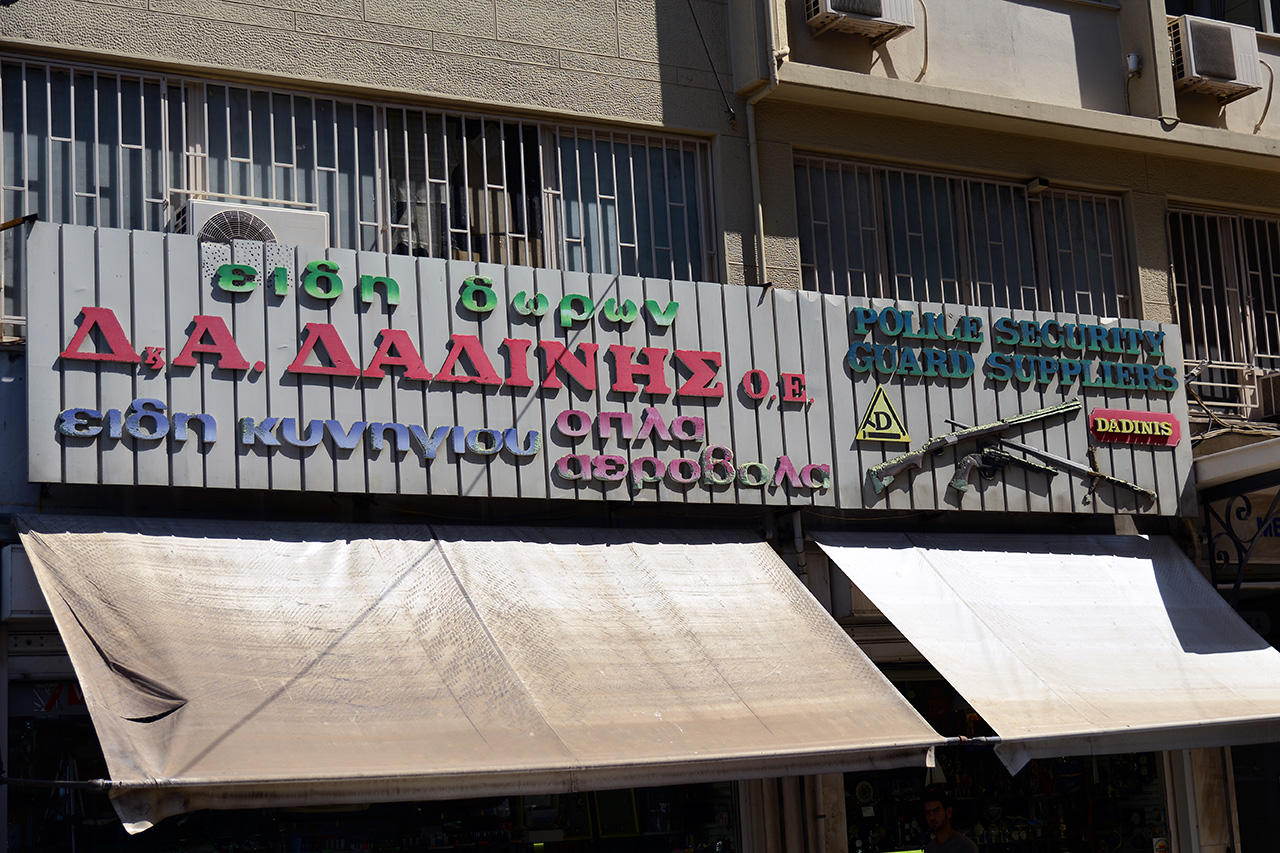 ειδη δωρων
Δ. κ Α. ΔΑΔΙΝΗΣ Ο.Ε.
ειδη κυνηγιου
οπλα
αεροβολα
POLICE SECURITY
GUARD SUPPLIERS
D
DADINIS